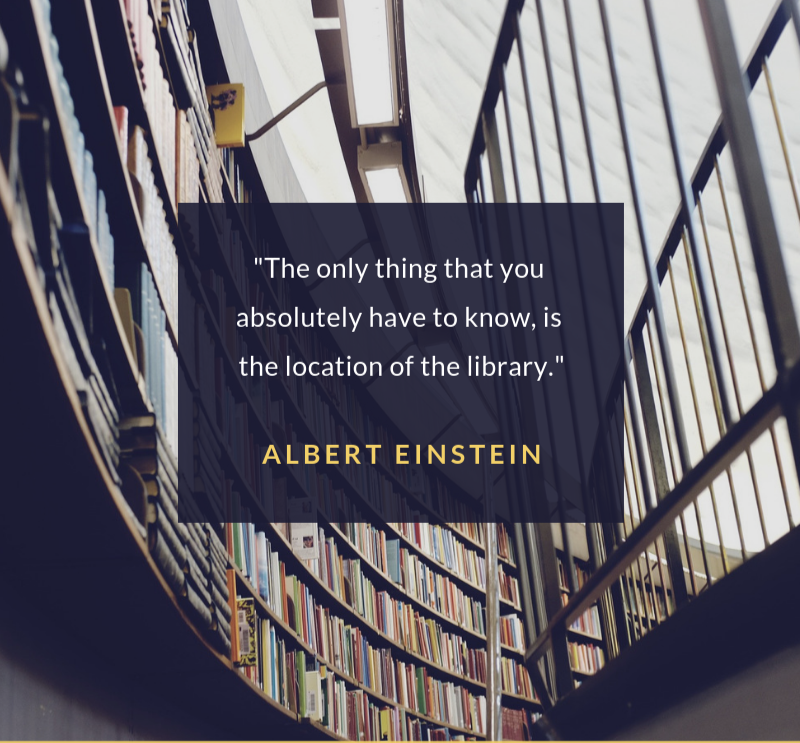 "The only thing that you
absolutely have to know, is
the location of the library."
ALBERT EINSTEIN